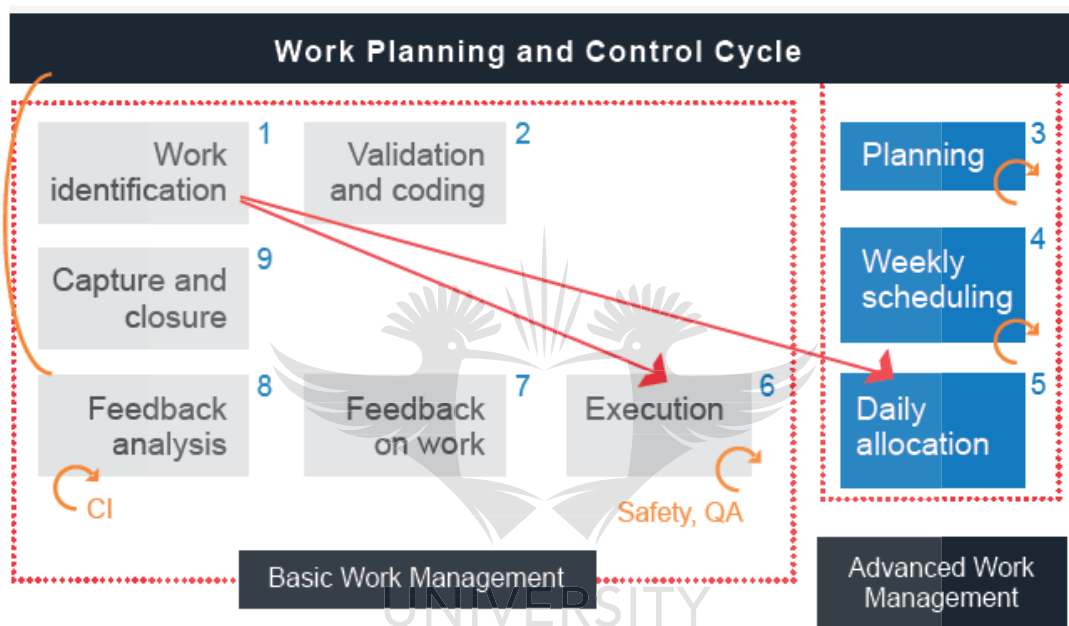 Work Planning and Control Cycle
1
Work
identification
2
Validation
and coding
3
Planning
4
Weekly
scheduling
9
Capture and
closure
5
Daily
allocation
6
Execution
7
Feedback
on work
8
Feedback
analysis
CI
Safety, QA
Basic Work Management
Advanced Work
Management
UNIVERSITY